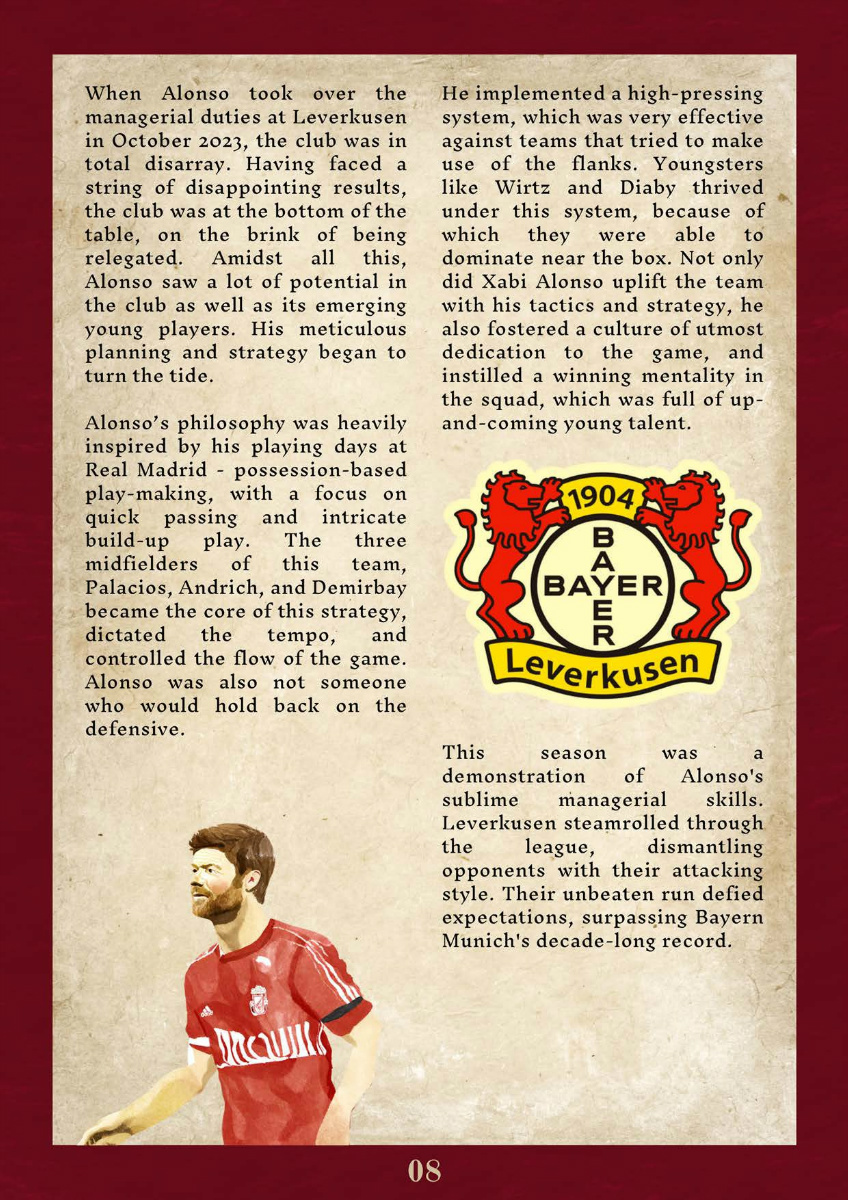 When Alonso took over the
managerial duties at Leverkusen
in October 2023, the club was in
total disarray. Having faced a
string of disappointing results,
the club was at the bottom of the
table, on the brink of being
relegated. Amidst all this,
Alonso saw a lot of potential in
the club as well as its emerging
young players. His meticulous
planning and strategy began to
turn the tide.
Alonso’s philosophy was heavily
inspired by his playing days at
Real Madrid - possession-based
play-making, with a focus on
quick passing and intricate
build-up play. The three
midfielders of this team,
Palacios, Andrich, and Demirbay
became the core of this strategy,
dictated the tempo, and
controlled the flow of the game.
Alonso was also not someone
who would hold back on the
defensive.
He implemented a high-pressing
system, which was very effective
against teams that tried to make
use of the flanks. Youngsters
like Wirtz and Diaby thrived
under this system, because of
which they were able to
dominate near the box. Not only
did Xabi Alonso uplift the team
with his tactics and strategy, he
also fostered a culture of utmost
dedication to the game, and
instilled a winning mentality in
the squad, which was full of up-
and-coming young talent.
1904
BAYER
BAYER
Leverkusen
This season was a
demonstration of Alonso's
sublime managerial skills.
Leverkusen steamrolled through
the league, dismantling
opponents with their attacking
style. Their unbeaten run defied
expectations, surpassing Bayern
Munich's decade-long record.
08